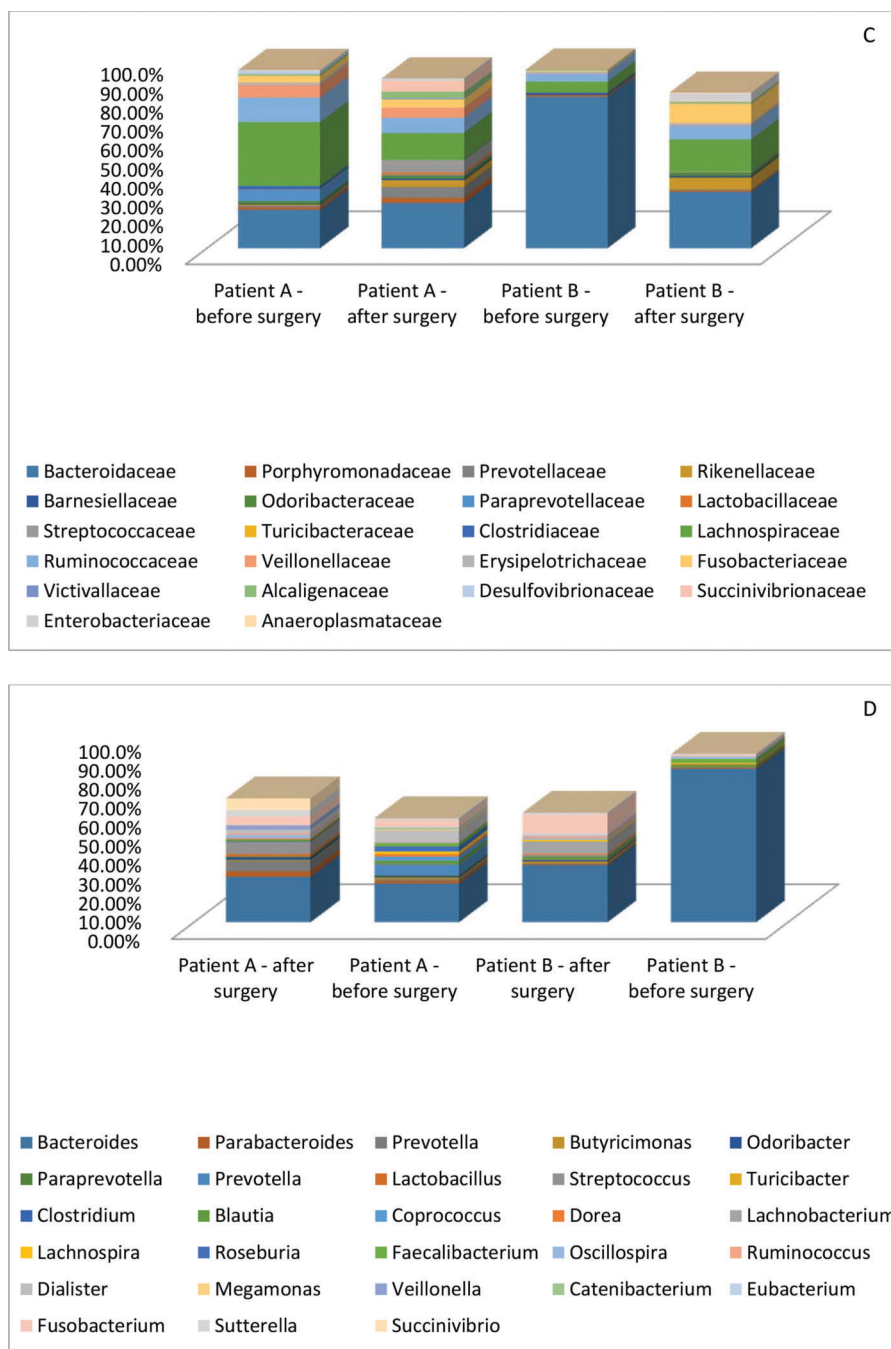 C
100.0%
90.00%
80.00%
70.00%
60.00%
50.00%
40.00%
30.00%
20.00%
10.00%
0.00%
Patient A - before surgery
Patient A - after surgery
Patient B - before surgery
Patient B - after surgery
Bacteroidaceae Porphyromonadaceae Prevotellaceae Rikenellaceae
Barnesiellaceae Odoribacteraceae Paraprevotellaceae Lactobacillaceae
Streptococcaceae Turicibacteraceae Clostridiaceae Lachnospiraceae
Ruminococcaceae Veillonellaceae Erysipelotrichaceae Fusobacteriaceae
Victivallaceae Alcaligenaceae Desulfovibrionaceae Succinivibrionaceae
Enterobacteriaceae Anaeroplasmataceae
D
100.0%
90.00%
80.00%
70.00%
60.00%
50.00%
40.00%
30.00%
20.00%
10.00%
0.00%
Patient A - after surgery
Patient A - before surgery
Patient B - after surgery
Patient B - before surgery
Bacteroides Parabacteroides Prevotella Butyricimonas Odoribacter
Paraprevotella Prevotella Lactobacillus Streptococcus Turicibacter
Clostridium Blautia Coprococcus Dorea Lachnobacterium
Lachnospira Roseburia Faecalibacterium Oscillospira Ruminococcus
Dialister Megamonas Veillonella Catenibacterium Eubacterium
Fusobacterium Sutterella Succinivibrio